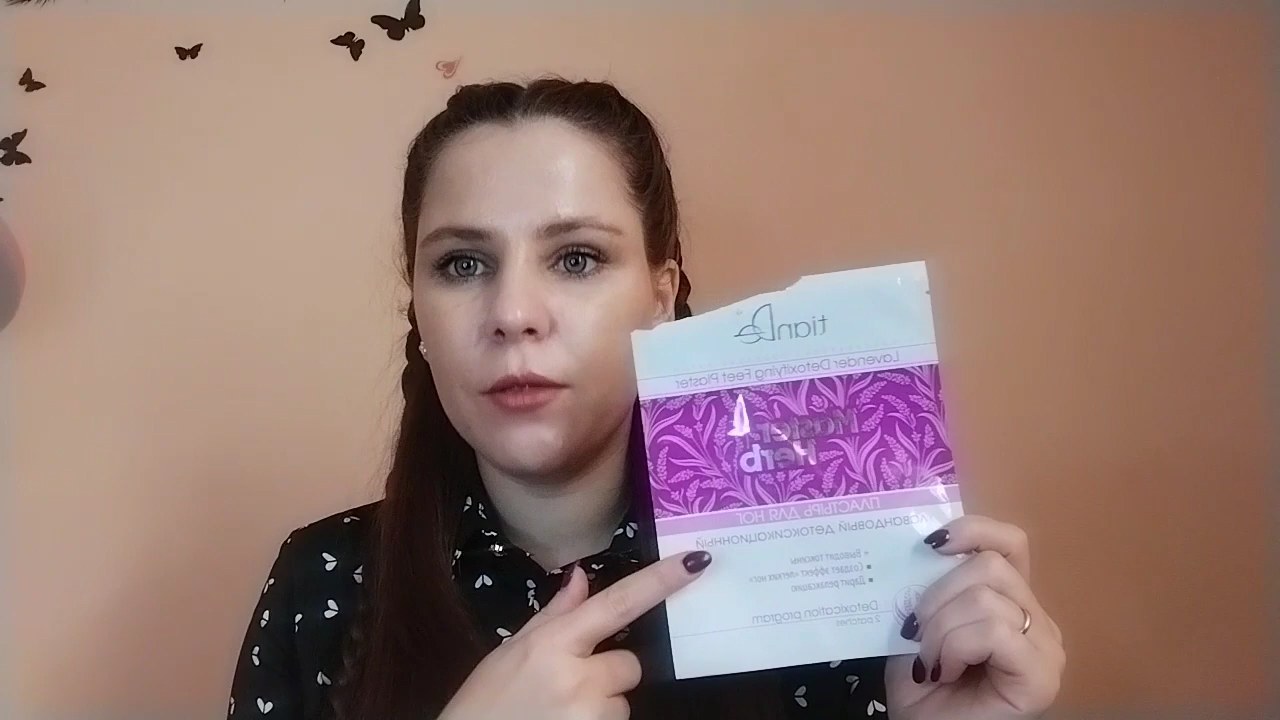 tianDe
Lavender Detoxifying Feet Plaster
Master
Herb
ПЛАСТЫРЬ ДЛЯ НОГ
ЛАВАНДОВЫЙ ДЕТОКСИКАЦИОННЫЙ
Выводит токсины
Создает эффект «легких ног»
Дарит релаксацию
Detoxication program
2 patches